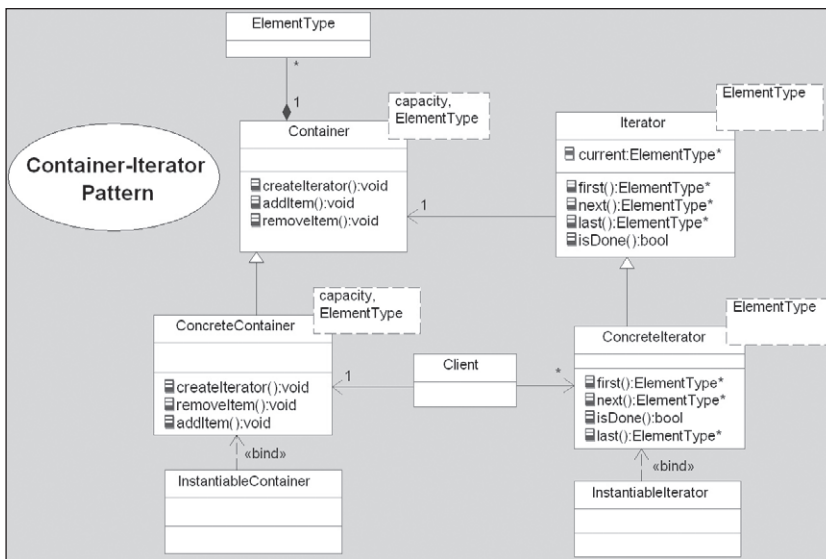 ElementType
*
1
capacity,
ElementType
Container
createIterator():void
addItem():void
removeItem():void
Container-Iterator
Pattern
ElementType
Iterator
current:ElementType*
first():ElementType*
next():ElementType*
last():ElementType*
isDone():bool
1
capacity,
ElementType
ConcreteContainer
createIterator():void
removeItem():void
addItem():void
1
Client
*
ElementType
ConcreteIterator
first():ElementType*
next():ElementType*
isDone():bool
last():ElementType*
«bind»
InstantiableContainer
«bind»
InstantiableIterator